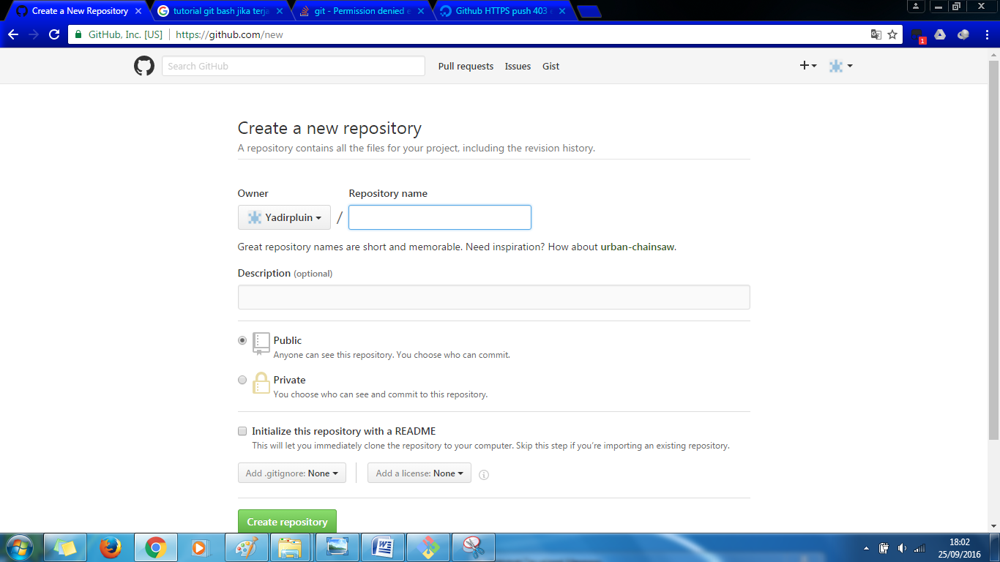 Create a New Repository
tutorial git bash jika terja
git - Permission denied e
Github HTTPS push 403
GitHub, Inc. [US] https://github.com/new
1
Search GitHub Pull requests Issues Gist
Create a new repository
A repository contains all the files for your project, including the revision history.
Owner Repository name
Yadirpluin /
Great repository names are short and memorable. Need inspiration? How about urban-chainsaw.
Description (optional)
Public
Anyone can see this repository. You choose who can commit.
Private
You choose who can see and commit to this repository.
Initialize this repository with a README
This will let you immediately clone the repository to your computer. Skip this step if you’re importing an existing repository.
Add .gitignore: None Add a license: None
Create repository
18:02
25/09/2016